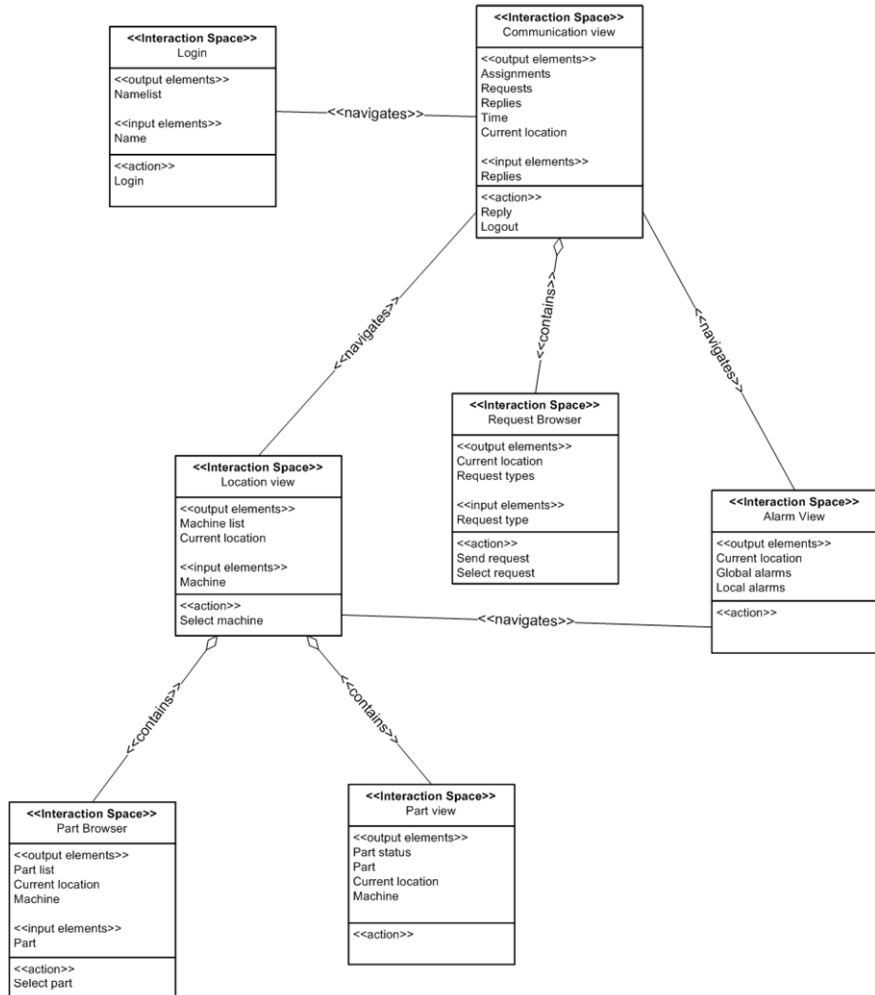 <<Interaction Space>>
Login
<<output elements>>
Namelist
<<input elements>>
Name
<<action>>
Login
<<navigates>>
<<Interaction Space>>
Communication view
<<output elements>>
Assignments
Requests
Replies
Time
Current location
<<input elements>>
Replies
<<action>>
Reply
Logout
<<navigates>>
<<contains>>
<<navigates>>
<<Interaction Space>>
Request Browser
<<output elements>>
Current location
Request types
<<input elements>>
Request type
<<action>>
Send request
Select request
<<Interaction Space>>
Location view
<<output elements>>
Machine list
Current location
<<input elements>>
Machine
<<action>>
Select machine
<<Interaction Space>>
Alarm View
<<output elements>>
Current location
Global alarms
Local alarms
<<action>>
<<navigates>>
<<contains>>
<<contains>>
<<Interaction Space>>
Part Browser
<<output elements>>
Part list
Current location
Machine
<<input elements>>
Part
<<action>>
Select part
<<Interaction Space>>
Part view
<<output elements>>
Part status
Part
Current location
Machine
<<action>>